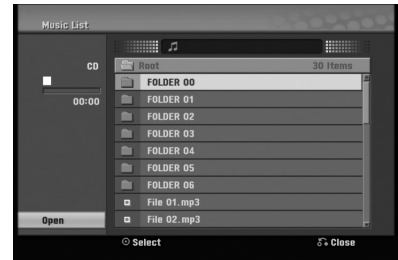 Music List
CD
00:00
Root 30 Items
FOLDER 00
FOLDER 01
FOLDER 02
FOLDER 03
FOLDER 04
FOLDER 05
FOLDER 06
File 01.mp3
File 02.mp3
Open
Select Close